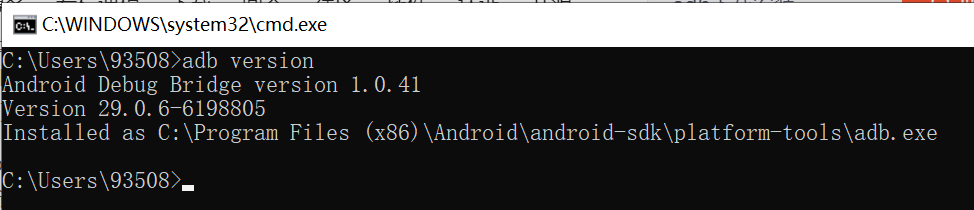 C:\WINDOWS\system32\cmd.exe
C:\Users\93508>adb version
Android Debug Bridge version 1.0.41
Version 29.0.6-6198805
Installed as C:\Program Files (x86)\Android\android-sdk\platform-tools\adb.exe
C:\Users\93508>